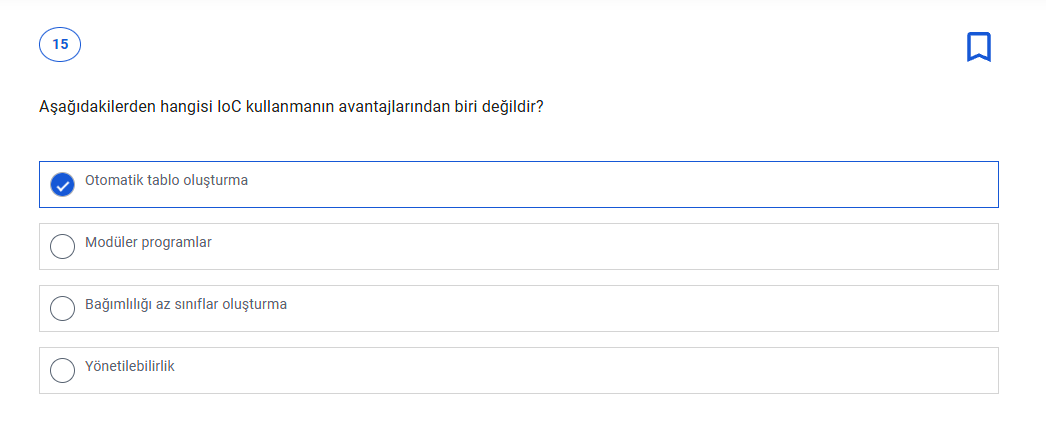 15
Aşağıdakilerden hangisi IoC kullanmanın avantajlarından biri değildir?
Otomatik tablo oluşturma
Modüler programlar
Bağımlılığı az sınıflar oluşturma
Yönetilebilirlik